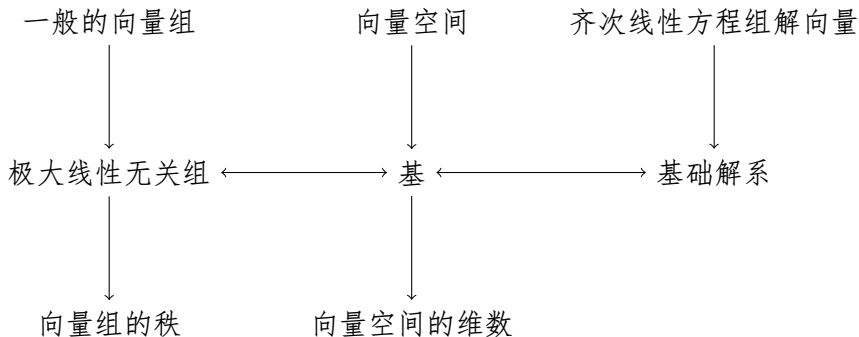 一般的向量组
向量空间
齐次线性方程组解向量
极大线性无关组
基
基础解系
向量组的秩
向量空间的维数